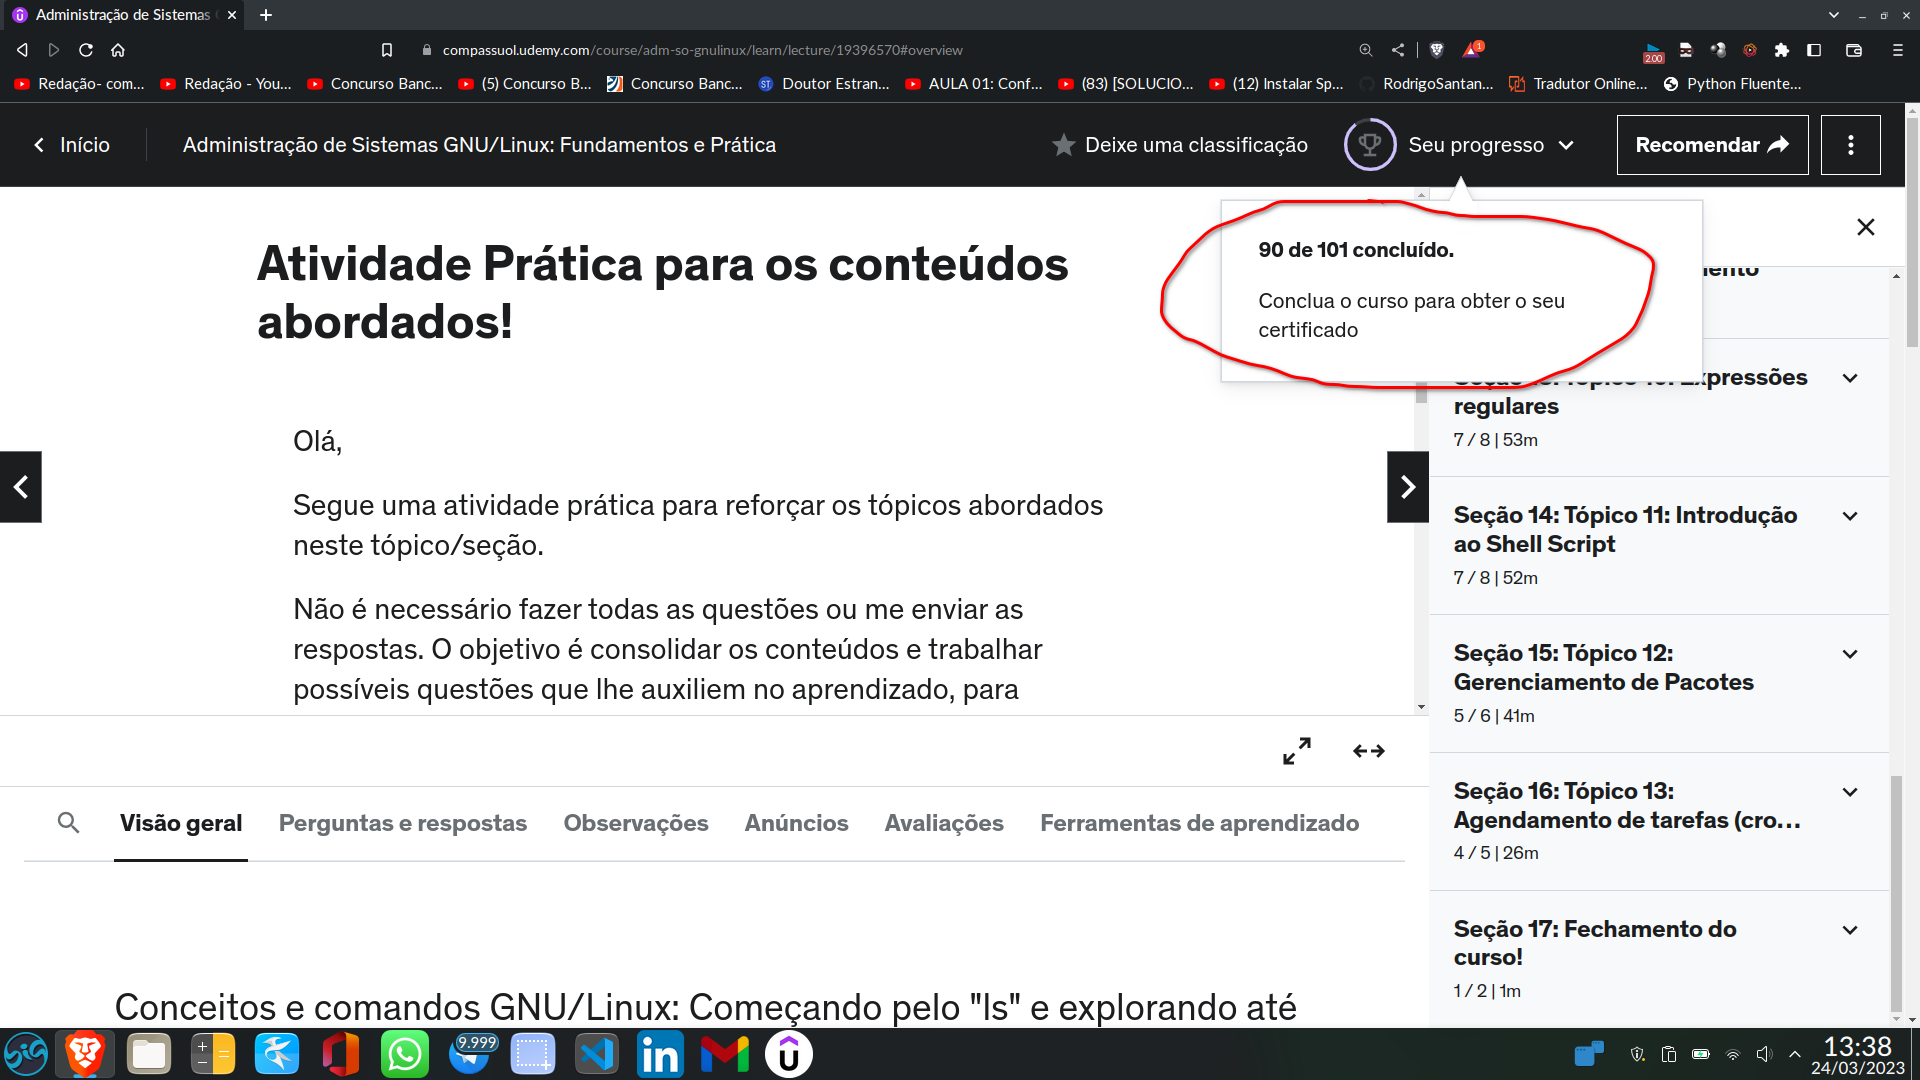 Administração de Sistemas
compassuol.udemy.com/course/adm-so-gnulinux/learn/lecture/19396570#overview
1
2.00
Redação- com...
Redação - You...
Concurso Banc...
(5) Concurso B...
Concurso Banc...
ST
Doutor Estran...
AULA 01: Conf...
(83) [SOLUCIO...
(12) Instalar Sp...
RodrigoSantan...
Tradutor Online...
Python Fluente...
Início
Administração de Sistemas GNU/Linux: Fundamentos e Prática
Deixe uma classificação
Seu progresso
Recomendar
90 de 101 concluído.
Conclua o curso para obter o seu
certificado
Atividade Prática para os conteúdos
abordados!
Olá,
Segue uma atividade prática para reforçar os tópicos abordados
neste tópico/seção.
Não é necessário fazer todas as questões ou me enviar as
respostas. O objetivo é consolidar os conteúdos e trabalhar
possíveis questões que lhe auxiliem no aprendizado, para
Expressões
regulares
7 / 8 | 53m
Seção 14: Tópico 11: Introdução
ao Shell Script
7 / 8 | 52m
Seção 15: Tópico 12:
Gerenciamento de Pacotes
5 / 6 | 41m
Seção 16: Tópico 13:
Agendamento de tarefas (cro...
4 / 5 | 26m
Seção 17: Fechamento do
curso!
1 / 2 | 1m
Visão geral
Perguntas e respostas
Observações
Anúncios
Avaliações
Ferramentas de aprendizado
Conceitos e comandos GNU/Linux: Começando pelo "ls" e explorando até
9.999
13:38
24/03/2023